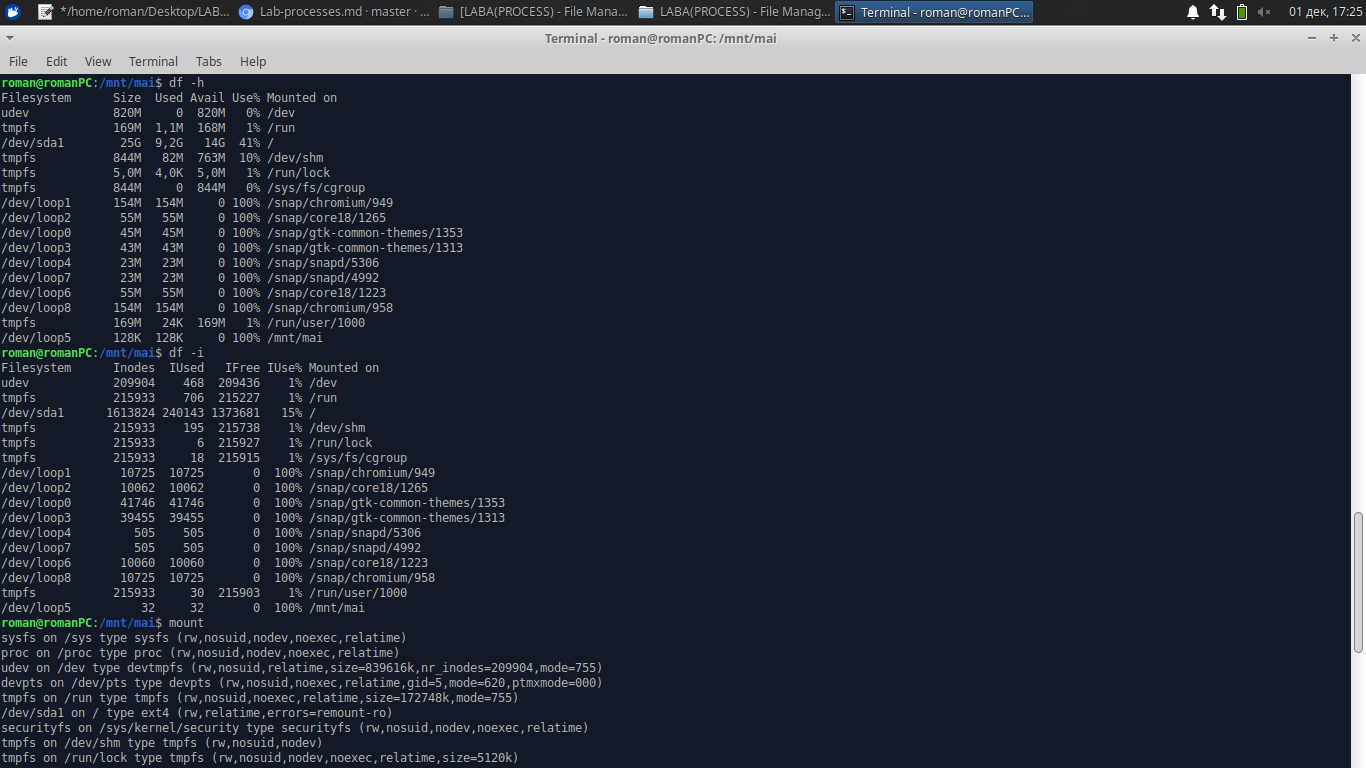 */home/roman/Desktop/LAB... Lab-processes.md · master · ... [LABA(PROCESS) - File Mana... LABA(PROCESS) - File Manag... Terminal - roman@romanPC... 01 дек, 17:25
Terminal - roman@romanPC: /mnt/mai
File Edit View Terminal Tabs Help
roman@romanPC:/mnt/mai$ df -h
Filesystem      Size  Used Avail Use% Mounted on
udev            820M     0  820M   0% /dev
tmpfs           169M  1,1M  168M   1% /run
/dev/sda1        25G  9,2G   14G  41% /
tmpfs           844M   82M  763M  10% /dev/shm
tmpfs           5,0M  4,0K  5,0M   1% /run/lock
tmpfs           844M     0  844M   0% /sys/fs/cgroup
/dev/loop1      154M  154M     0 100% /snap/chromium/949
/dev/loop2       55M   55M     0 100% /snap/core18/1265
/dev/loop0       45M   45M     0 100% /snap/gtk-common-themes/1353
/dev/loop3       43M   43M     0 100% /snap/gtk-common-themes/1313
/dev/loop4       23M   23M     0 100% /snap/snapd/5306
/dev/loop7       23M   23M     0 100% /snap/snapd/4992
/dev/loop6       55M   55M     0 100% /snap/core18/1223
/dev/loop8      154M  154M     0 100% /snap/chromium/958
tmpfs           169M   24K  169M   1% /run/user/1000
/dev/loop5      128K  128K     0 100% /mnt/mai
roman@romanPC:/mnt/mai$ df -i
Filesystem      Inodes  IUsed   IFree IUse% Mounted on
udev            209904    468  209436    1% /dev
tmpfs           215933    706  215227    1% /run
/dev/sda1      1613824 240143 1373681   15% /
tmpfs           215933    195  215738    1% /dev/shm
tmpfs           215933      6  215927    1% /run/lock
tmpfs           215933     18  215915    1% /sys/fs/cgroup
/dev/loop1       10725  10725       0  100% /snap/chromium/949
/dev/loop2       10062  10062       0  100% /snap/core18/1265
/dev/loop0       41746  41746       0  100% /snap/gtk-common-themes/1353
/dev/loop3       39455  39455       0  100% /snap/gtk-common-themes/1313
/dev/loop4         505    505       0  100% /snap/snapd/5306
/dev/loop7         505    505       0  100% /snap/snapd/4992
/dev/loop6       10060  10060       0  100% /snap/core18/1223
/dev/loop8       10725  10725       0  100% /snap/chromium/958
tmpfs           215933     30  215903    1% /run/user/1000
/dev/loop5          32     32       0  100% /mnt/mai
roman@romanPC:/mnt/mai$ mount
sysfs on /sys type sysfs (rw,nosuid,nodev,noexec,relatime)
proc on /proc type proc (rw,nosuid,nodev,noexec,relatime)
udev on /dev type devtmpfs (rw,nosuid,relatime,size=839616k,nr_inodes=209904,mode=755)
devpts on /dev/pts type devpts (rw,nosuid,noexec,relatime,gid=5,mode=620,ptmxmode=000)
tmpfs on /run type tmpfs (rw,nosuid,noexec,relatime,size=172748k,mode=755)
/dev/sda1 on / type ext4 (rw,relatime,errors=remount-ro)
securityfs on /sys/kernel/security type securityfs (rw,nosuid,nodev,noexec,relatime)
tmpfs on /dev/shm type tmpfs (rw,nosuid,nodev)
tmpfs on /run/lock type tmpfs (rw,nosuid,nodev,noexec,relatime,size=5120k)